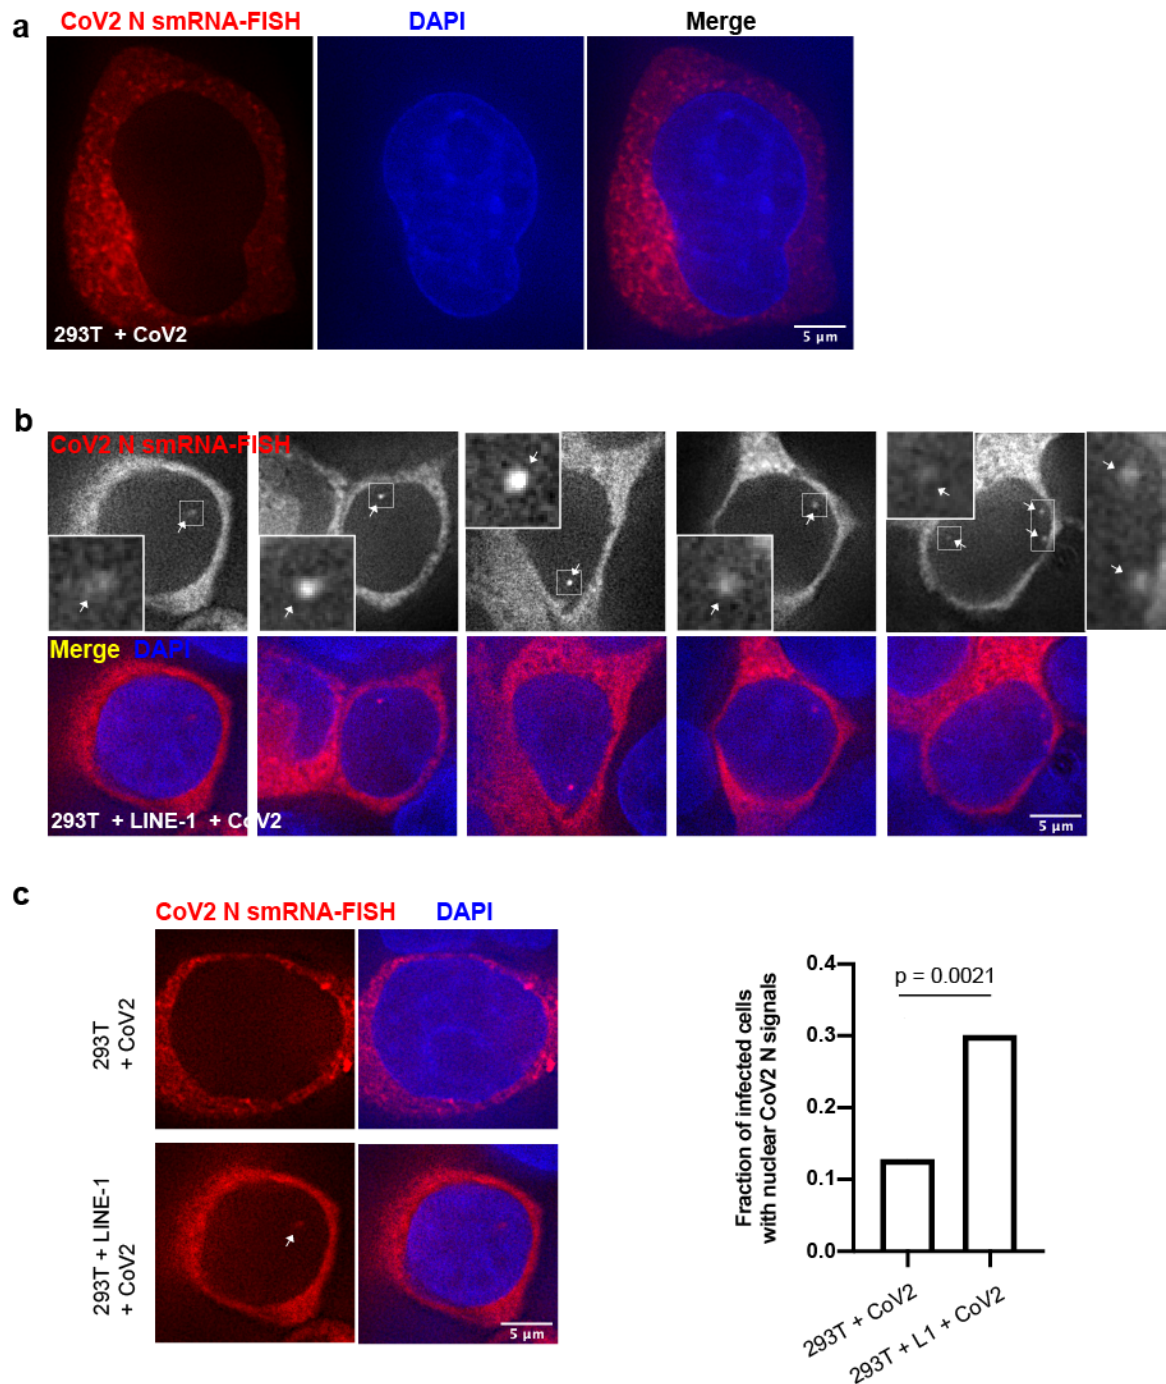 a
CoV2 N smRNA-FISH
DAPI
Merge
293T + CoV2
5 µm
b
CoV2 N smRNA-FISH
Merge DAPI
293T + LINE-1 + CoV2
5 µm
c
CoV2 N smRNA-FISH
DAPI
293T
+ CoV2
293T + LINE-1
+ CoV2
5 µm
Fraction of infected cells
with nuclear CoV2 N signals
0.4
0.3
0.2
0.1
0.0
p = 0.0021
293T + CoV2
293T + L1 + CoV2